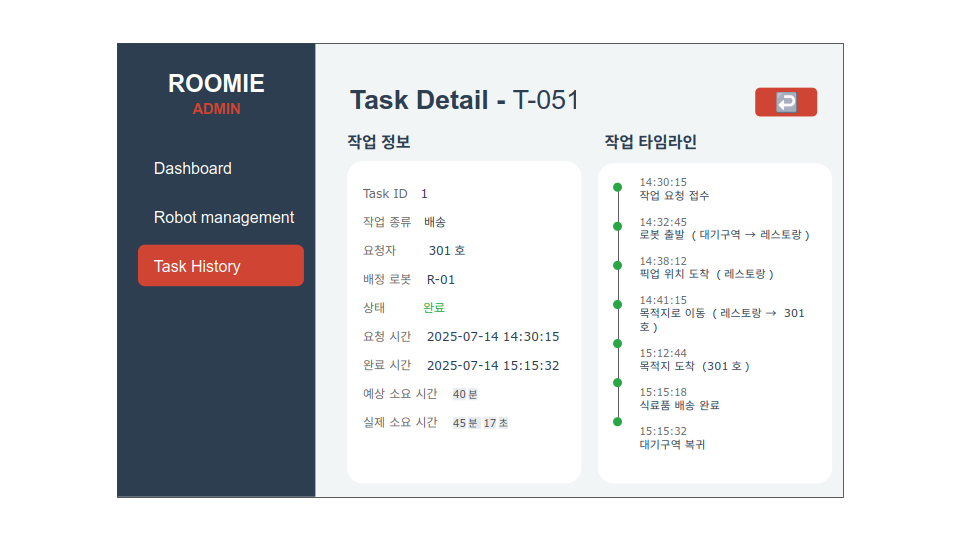 ROOMIE
ADMIN
Dashboard
Robot management
Task History
Task Detail - T-051
작업 정보
Task ID 1
작업 종류 배송
요청자 301 호
배정 로봇 R-01
상태 완료
요청 시간 2025-07-14 14:30:15
완료 시간 2025-07-14 15:15:32
예상 소요 시간 40 분
실제 소요 시간 45 분 17 초
작업 타임라인
14:30:15
작업 요청 접수
14:32:45
로봇 출발 ( 대기구역 → 레스토랑 )
14:38:12
픽업 위치 도착 ( 레스토랑 )
14:41:15
목적지로 이동 ( 레스토랑 → 301
호 )
15:12:44
목적지 도착 (301 호 )
15:15:18
식료품 배송 완료
15:15:32
대기구역 복귀